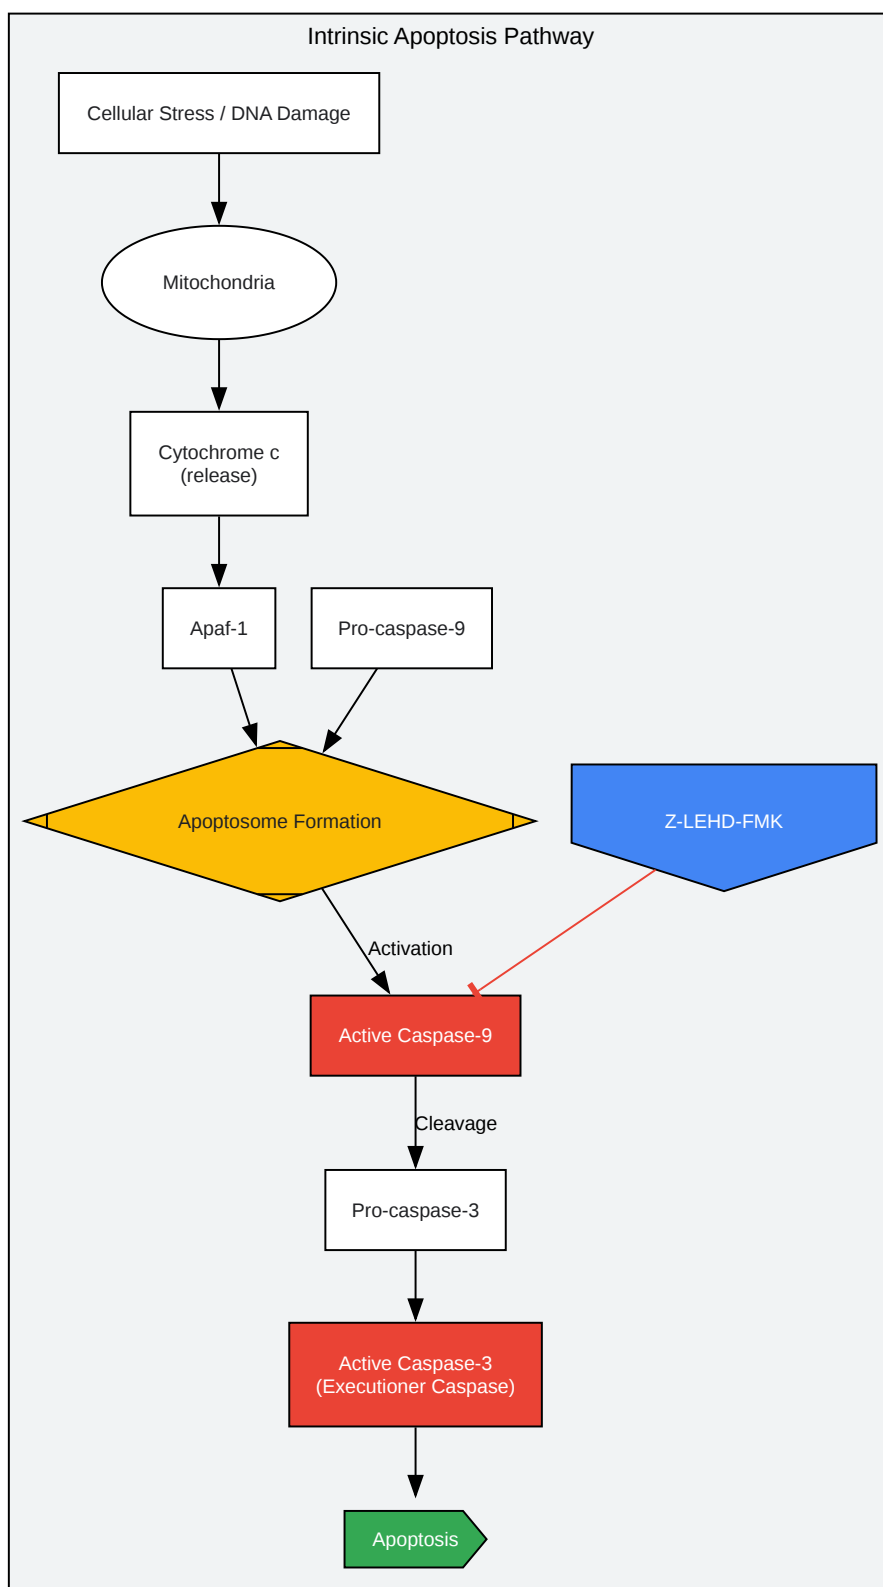 Intrinsic Apoptosis Pathway
Cellular Stress / DNA Damage
Mitochondria
Cytochrome c
(release)
Apaf-1
Pro-caspase-9
Apoptosome Formation
Z-LEHD-FMK
Activation
Active Caspase-9
Cleavage
Pro-caspase-3
Active Caspase-3
(Executioner Caspase)
Apoptosis